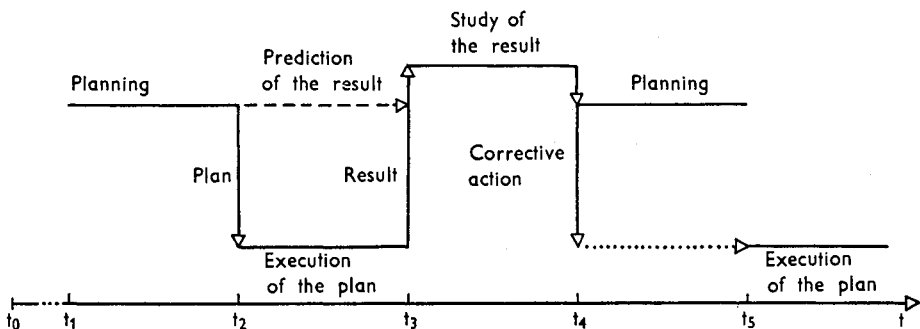 Study of
the result
Prediction
of the result
Planning
Planning
Plan
Result
Corrective
action
Execution
of the plan
Execution
of the plan
t₀
t₁
t₂
t₃
t₄
t₅
t